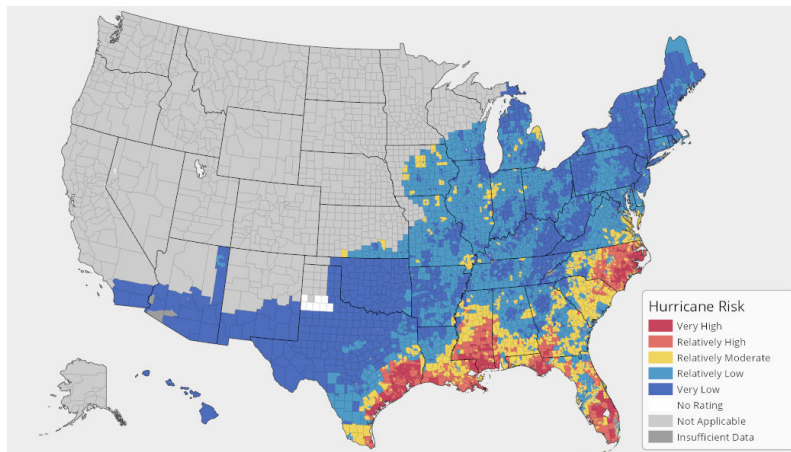 Hurricane Risk
Very High
Relatively High
Relatively Moderate
Relatively Low
Very Low
No Rating
Not Applicable
Insufficient Data